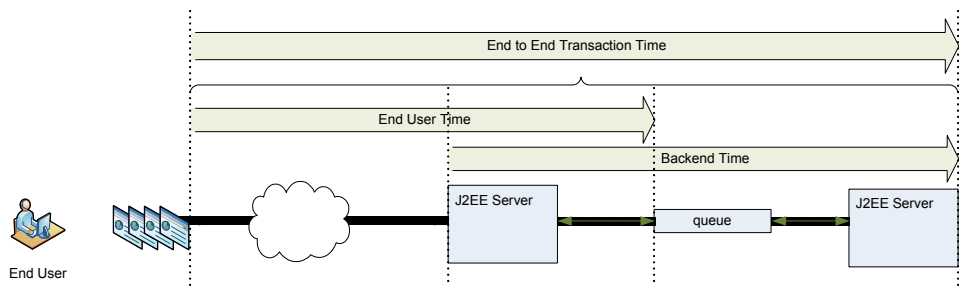 End to End Transaction Time
End User Time
Backend Time
J2EE Server
queue
J2EE Server
End User